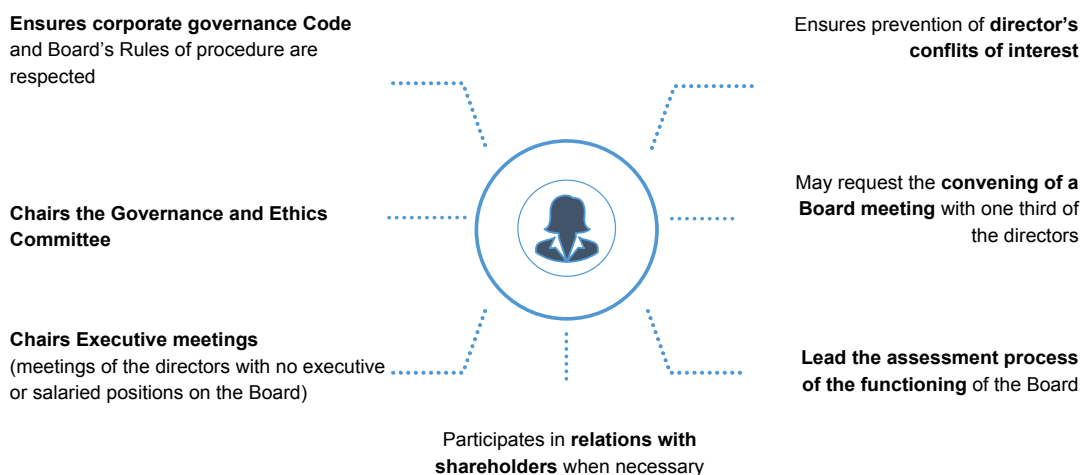 Ensures corporate governance Code
and Board's Rules of procedure are
respected
Ensures prevention of director's
conflits of interest
Chairs the Governance and Ethics
Committee
May request the convening of a
Board meeting with one third of
the directors
Chairs Executive meetings
(meetings of the directors with no executive
or salaried positions on the Board)
Lead the assessment process
of the functioning of the Board
Participates in relations with
shareholders when necessary